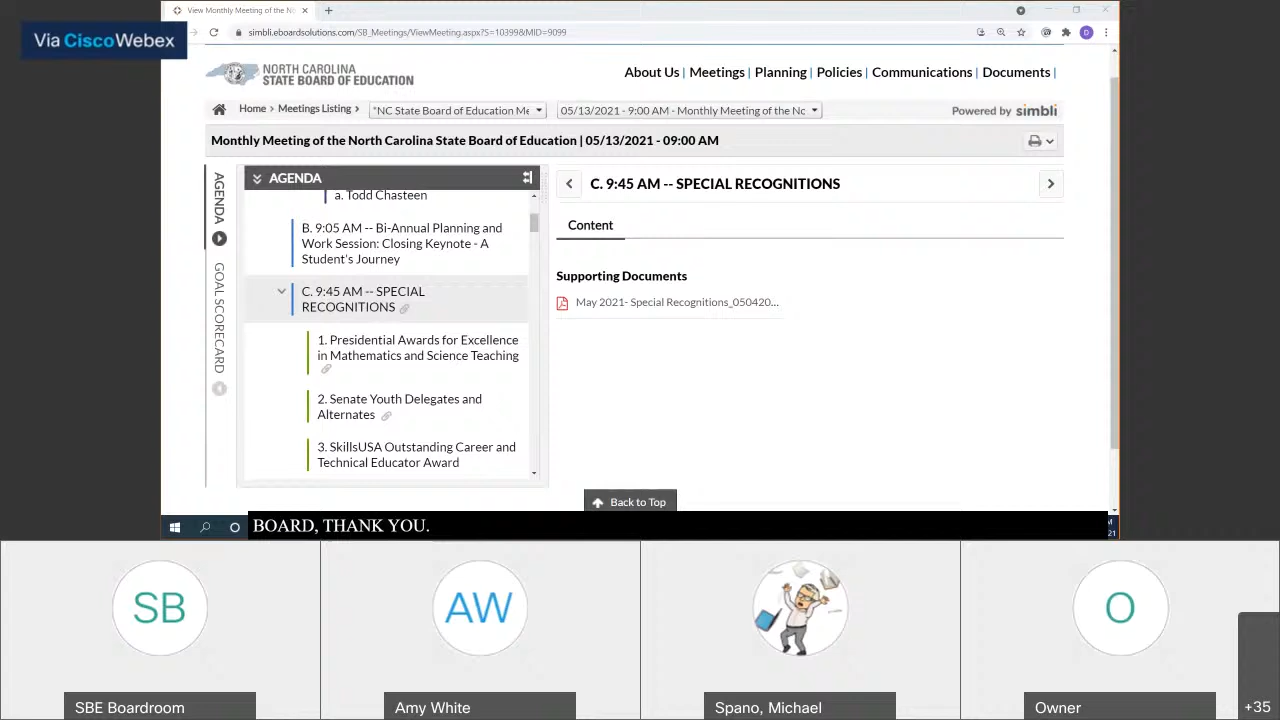 View Monthly Meeting of the No
Via Cisco Webex
simbli.eboardsolutions.com/SB_Meetings/ViewMeeting.aspx?S=10399&MID=9099
D
NORTH CAROLINA
STATE BOARD OF EDUCATION
About Us | Meetings | Planning | Policies | Communications | Documents |
Home > Meetings Listing >
*NC State Board of Education Me
05/13/2021 - 9:00 AM - Monthly Meeting of the Nc
Powered by simbli
Monthly Meeting of the North Carolina State Board of Education | 05/13/2021 - 09:00 AM
AGENDA
GOAL SCORECARD
AGENDA
a. Todd Chasteen
B. 9:05 AM -- Bi-Annual Planning and
Work Session: Closing Keynote - A
Student's Journey
C. 9:45 AM -- SPECIAL
RECOGNITIONS
1. Presidential Awards for Excellence
in Mathematics and Science Teaching
2. Senate Youth Delegates and
Alternates
3. SkillsUSA Outstanding Career and
Technical Educator Award
C. 9:45 AM -- SPECIAL RECOGNITIONS
Content
Supporting Documents
May 2021- Special Recognitions_050420...
Back to Top
BOARD, THANK YOU.
M
21
SB
AW
O
SBE Boardroom
Amy White
Spano, Michael
Owner
+35